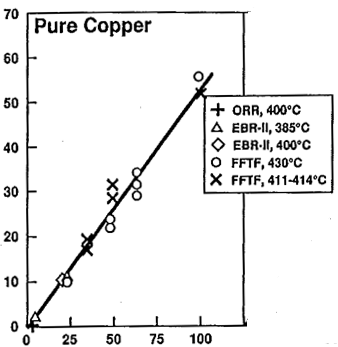 70
Pure Copper
60
50
ORR, 400°C
EBR-II, 385°C
EBR-II, 400°C
FFTF, 430°C
FFTF, 411-414°C
40
30
20
10
0
0 25 50 75 100